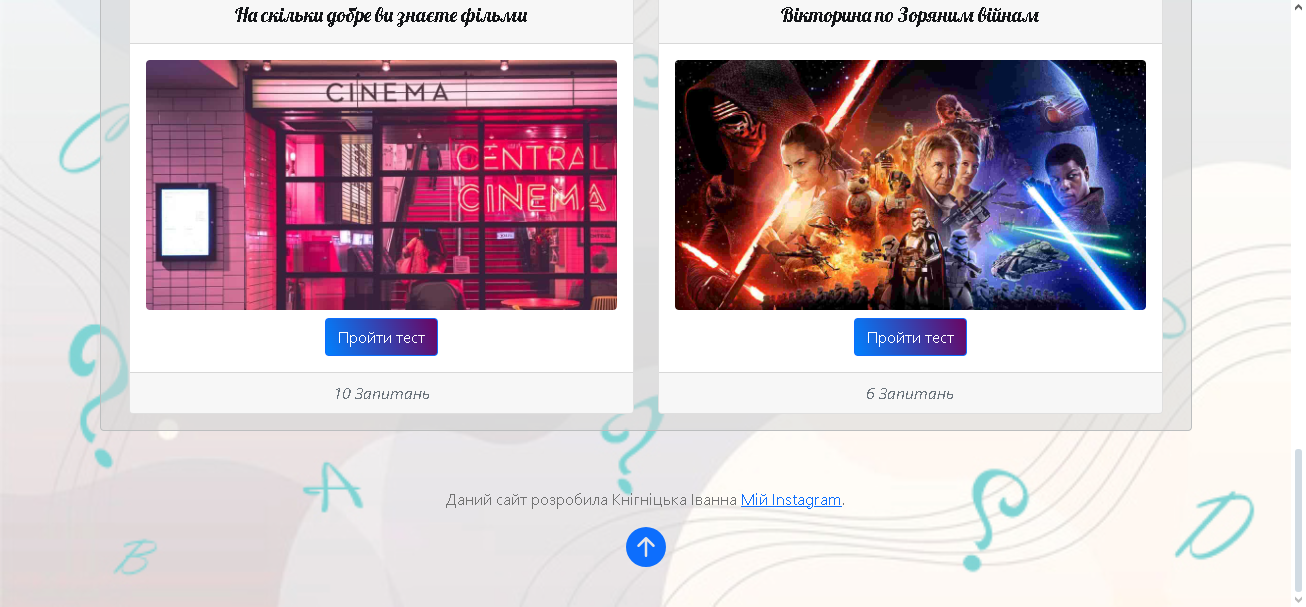 На скільки добре ви знаєте фільми
Вікторина по Зоряним війнам
CINEMA
CENTRAL
CINEMA
Пройти тест
Пройти тест
10 Запитань
6 Запитань
?
?
?
A
B
D
Даний сайт розробила Кнігніцька Іванна Мій Instagram.